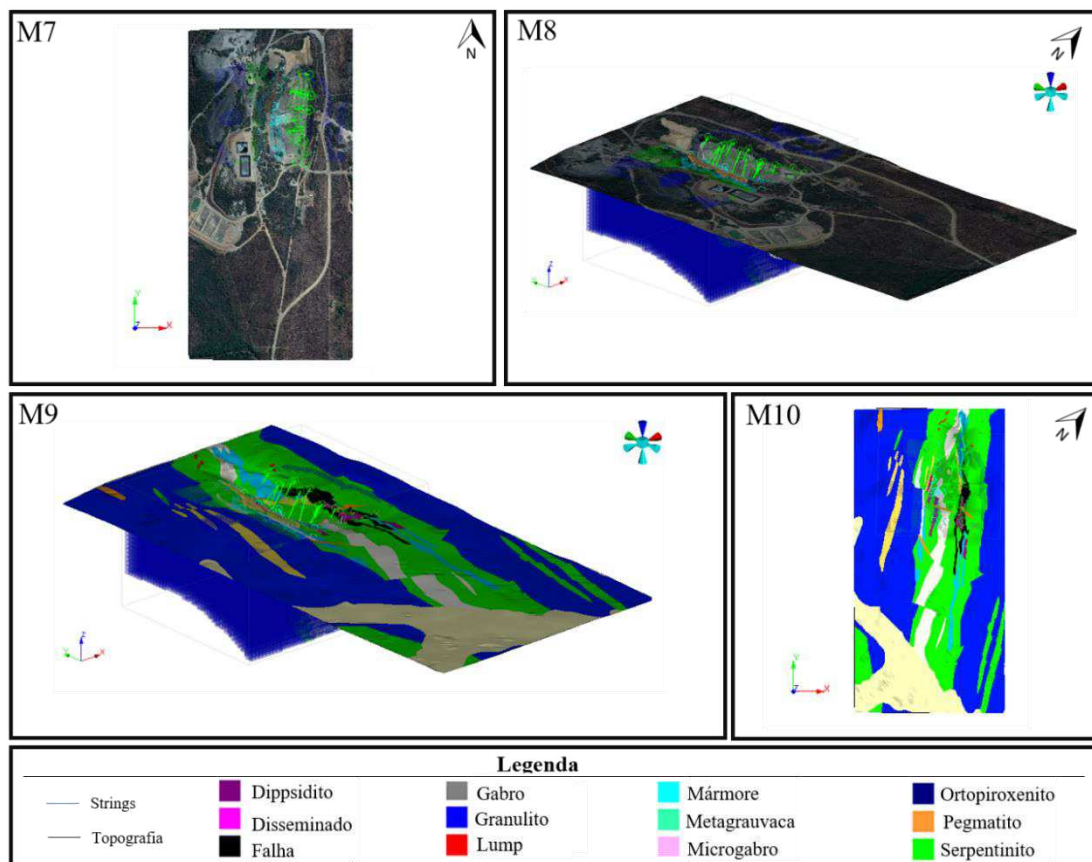 M7
N
Y
Z
X
M8
N
Z
Y
X
M9
Z
Y
X
M10
N
Y
Z
X
Legenda
Strings
Topografia
Dippsidito
Disseminado
Falha
Gabro
Granulito
Lump
Mármore
Metagrauvaca
Microgabro
Ortopiroxenito
Pegmatito
Serpentinito